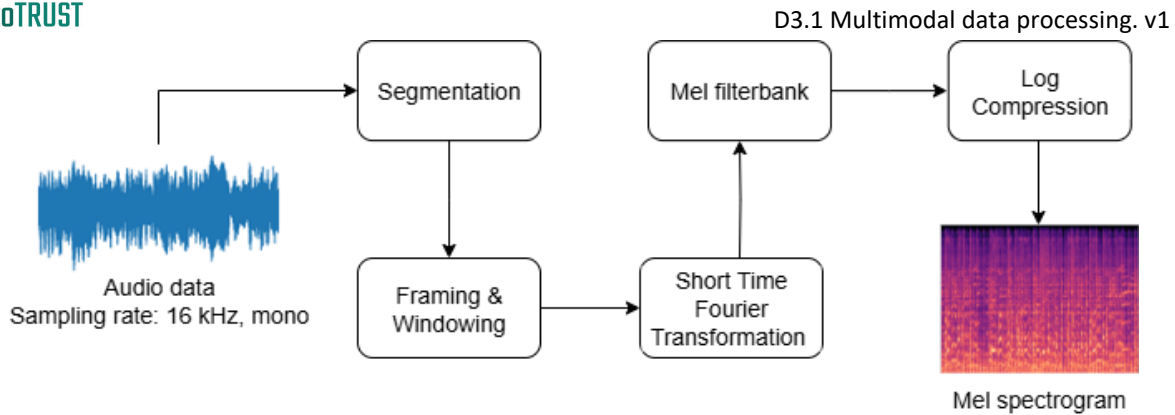 oTRUST
D3.1 Multimodal data processing. v1
Segmentation
Mel filterbank
Log
Compression
Audio data
Sampling rate: 16 kHz, mono
Framing &
Windowing
Short Time
Fourier
Transformation
Mel spectrogram